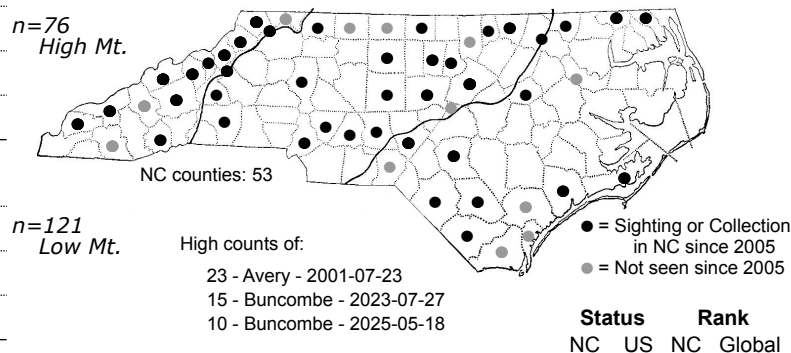 n=76
High Mt.
NC counties: 53
n=121
Low Mt.
High counts of:
23 - Avery - 2001-07-23
15 - Buncombe - 2023-07-27
10 - Buncombe - 2025-05-18
= Sighting or Collection
in NC since 2005
= Not seen since 2005
Status Rank
NC US NC Global